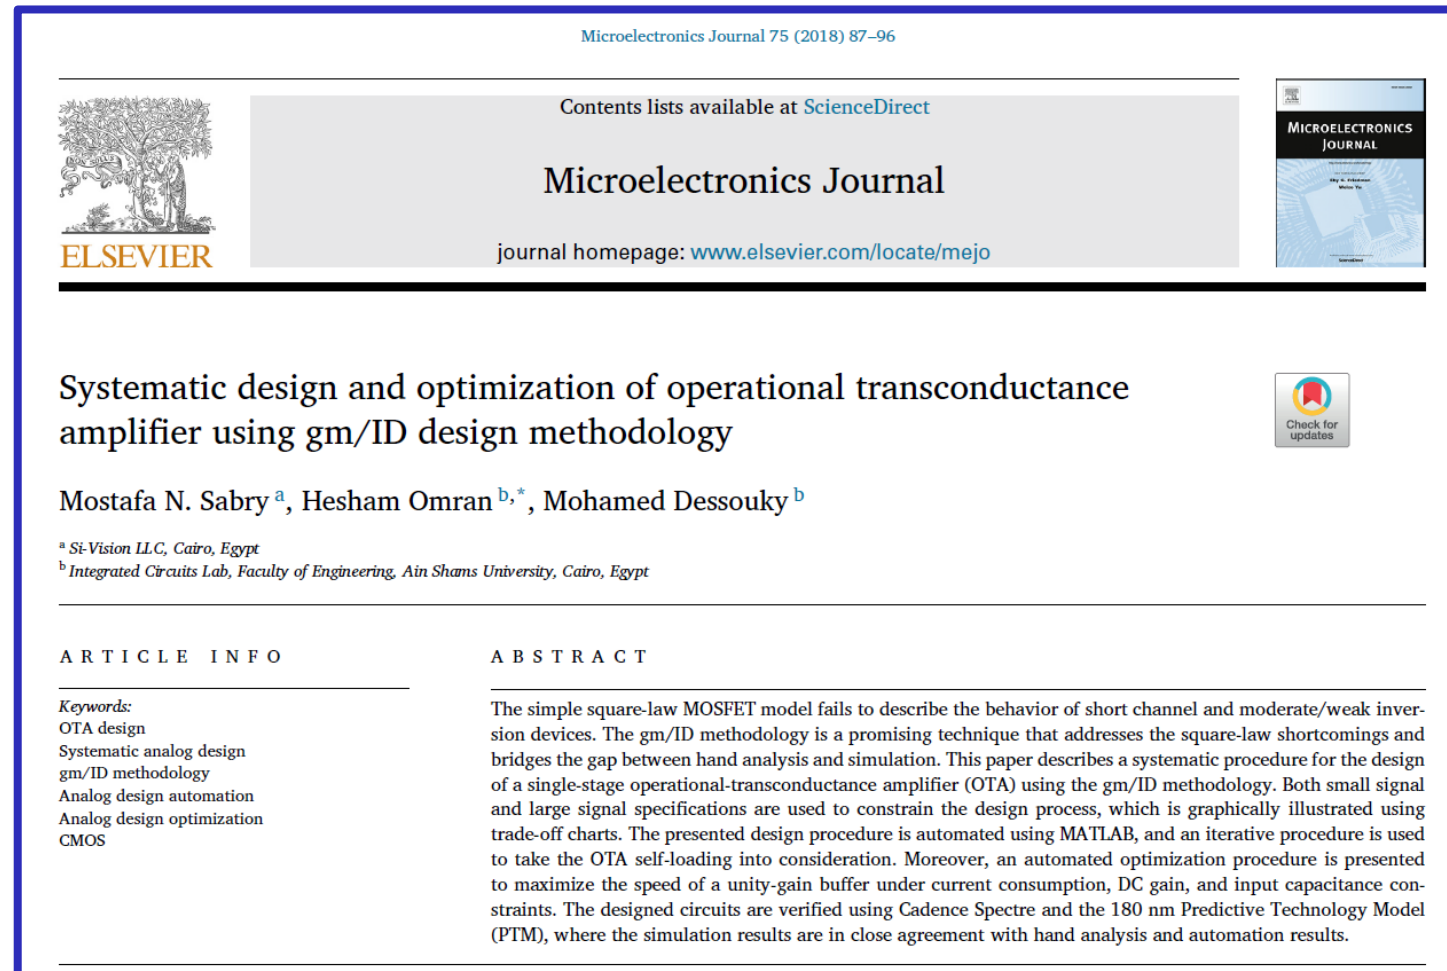 Microelectronics Journal 75 (2018) 87–96
Contents lists available at ScienceDirect
Microelectronics Journal
journal homepage: www.elsevier.com/locate/mejo
ELSEVIER
MICROELECTRONICS
JOURNAL
Systematic design and optimization of operational transconductance
amplifier using gm/ID design methodology
Check for
updates
Mostafa N. Sabry a, Hesham Omran b,*, Mohamed Dessouky b
a Si-Vision LLC, Cairo, Egypt
b Integrated Circuits Lab, Faculty of Engineering, Ain Shams University, Cairo, Egypt
ARTICLE INFO
Keywords:
OTA design
Systematic analog design
gm/ID methodology
Analog design automation
Analog design optimization
CMOS
ABSTRACT
The simple square-law MOSFET model fails to describe the behavior of short channel and moderate/weak inver-
sion devices. The gm/ID methodology is a promising technique that addresses the square-law shortcomings and
bridges the gap between hand analysis and simulation. This paper describes a systematic procedure for the design
of a single-stage operational-transconductance amplifier (OTA) using the gm/ID methodology. Both small signal
and large signal specifications are used to constrain the design process, which is graphically illustrated using
trade-off charts. The presented design procedure is automated using MATLAB, and an iterative procedure is used
to take the OTA self-loading into consideration. Moreover, an automated optimization procedure is presented
to maximize the speed of a unity-gain buffer under current consumption, DC gain, and input capacitance con-
straints. The designed circuits are verified using Cadence Spectre and the 180 nm Predictive Technology Model
(PTM), where the simulation results are in close agreement with hand analysis and automation results.